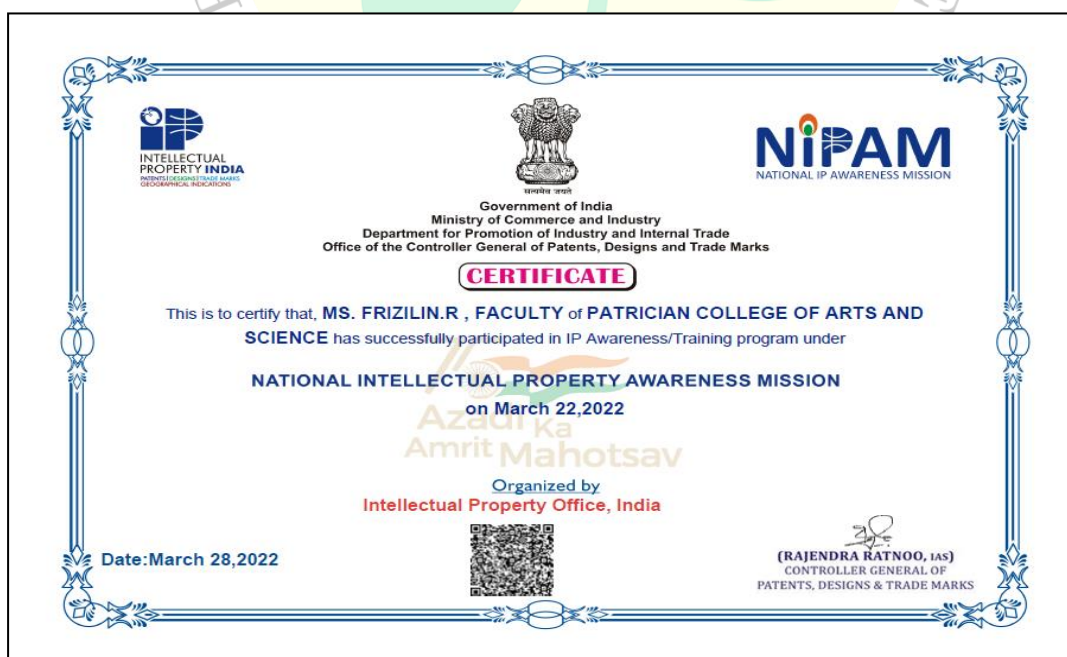 INTELLECTUAL
PROPERTY INDIA
PATENTS | DESIGNS | TRADE MARKS
GEOGRAPHICAL INDICATIONS
सत्यमेव जयते
NiPAM
NATIONAL IP AWARENESS MISSION
Government of India
Ministry of Commerce and Industry
Department for Promotion of Industry and Internal Trade
Office of the Controller General of Patents, Designs and Trade Marks
CERTIFICATE
This is to certify that, MS. FRIZILIN.R , FACULTY of PATRICIAN COLLEGE OF ARTS AND
SCIENCE has successfully participated in IP Awareness/Training program under
NATIONAL INTELLECTUAL PROPERTY AWARENESS MISSION
on March 22,2022
Azadi Ka
Amrit Mahotsav
Organized by
Intellectual Property Office, India
Date:March 28,2022
(RAJENDRA RATNOO, IAS)
CONTROLLER GENERAL OF
PATENTS, DESIGNS & TRADE MARKS